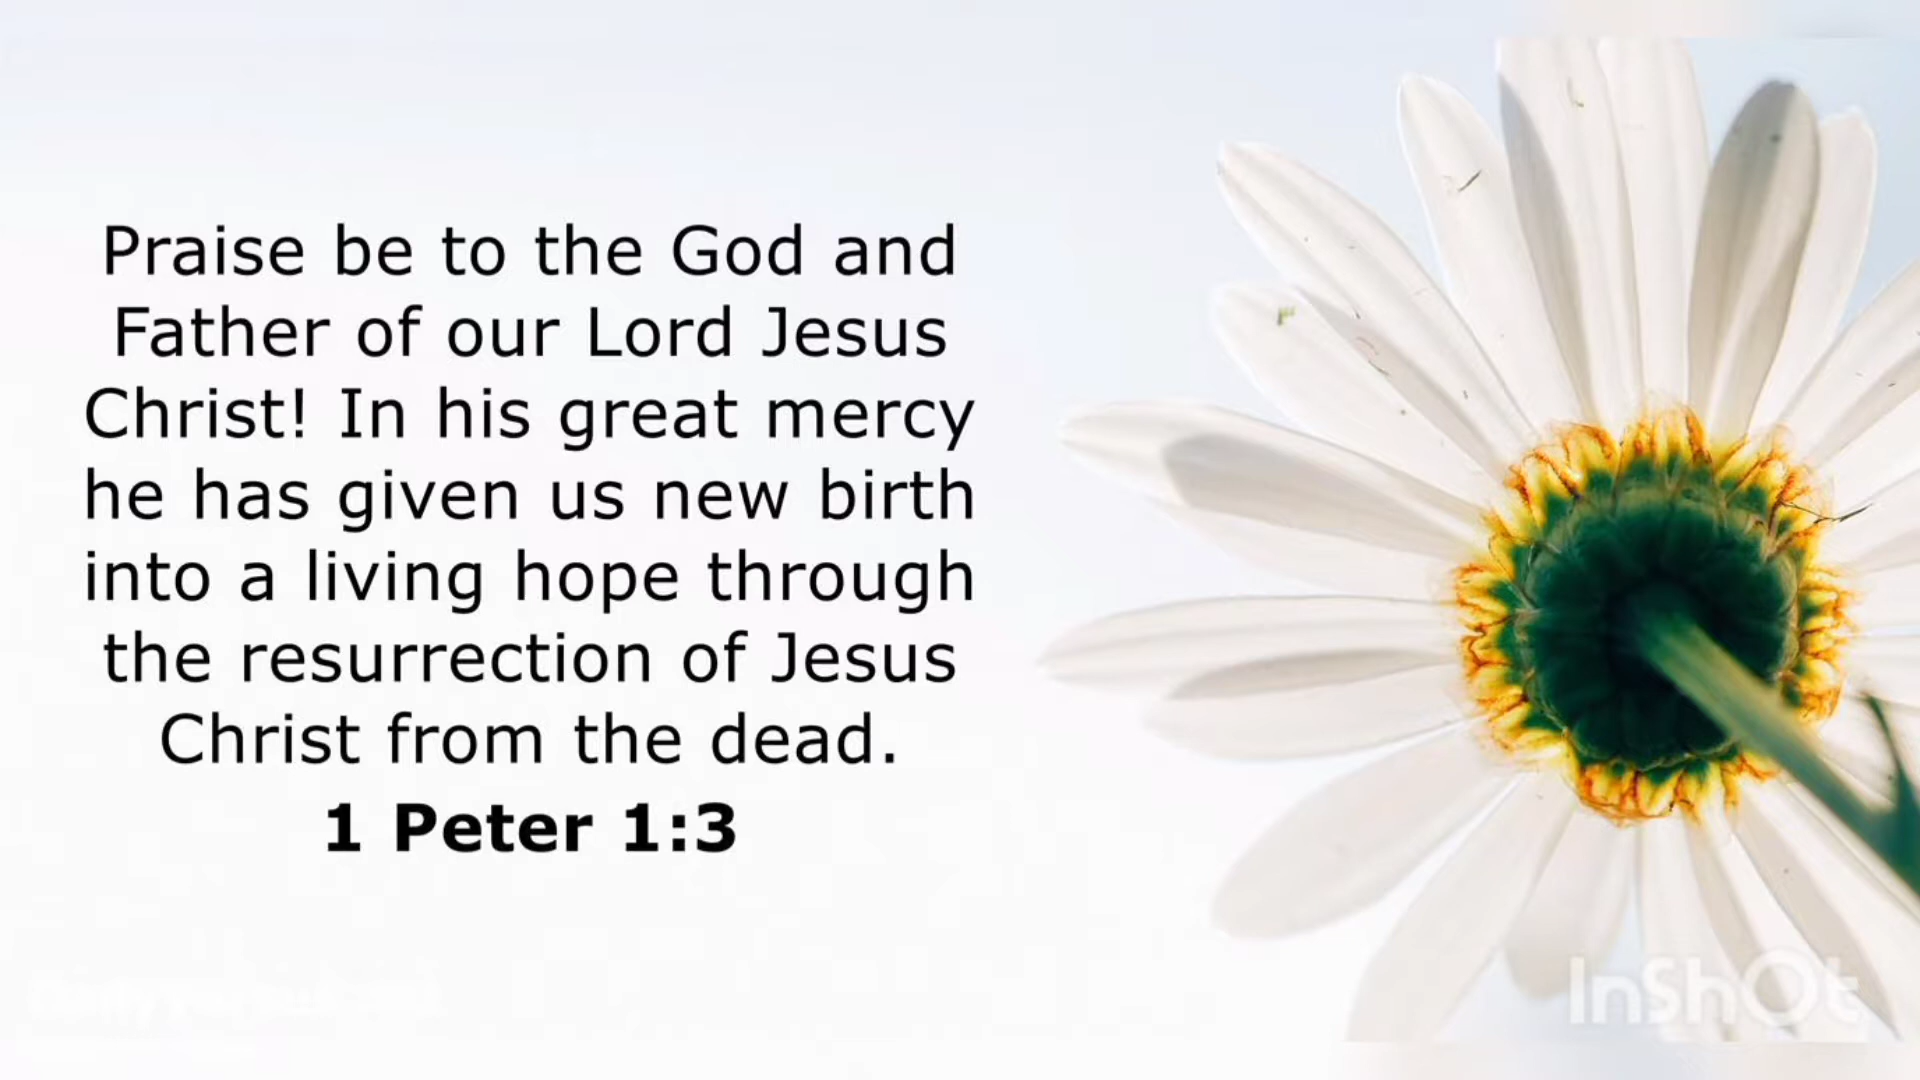 Praise be to the God and
Father of our Lord Jesus
Christ! In his great mercy
he has given us new birth
into a living hope through
the resurrection of Jesus
Christ from the dead.
1 Peter 1:3
InShOt